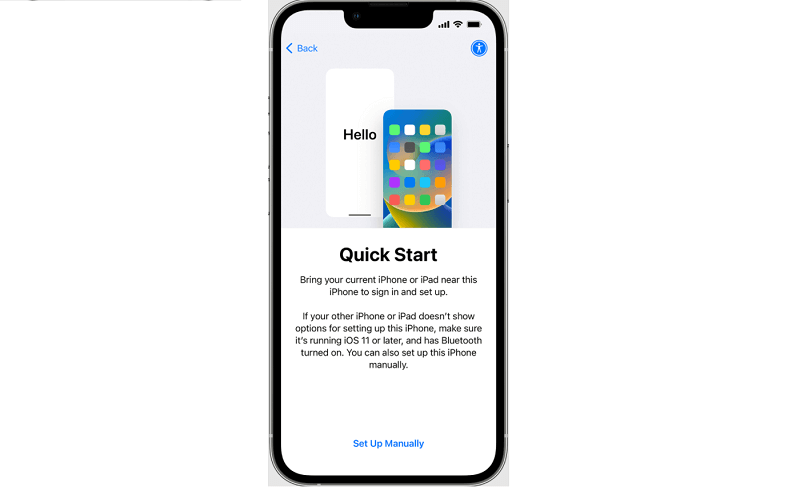 Back
Hello
Quick Start
Bring your current iPhone or iPad near this
iPhone to sign in and set up.
If your other iPhone or iPad doesn’t show
options for setting up this iPhone, make sure
it’s running iOS 11 or later, and has Bluetooth
turned on. You can also set up this iPhone
manually.
Set Up Manually